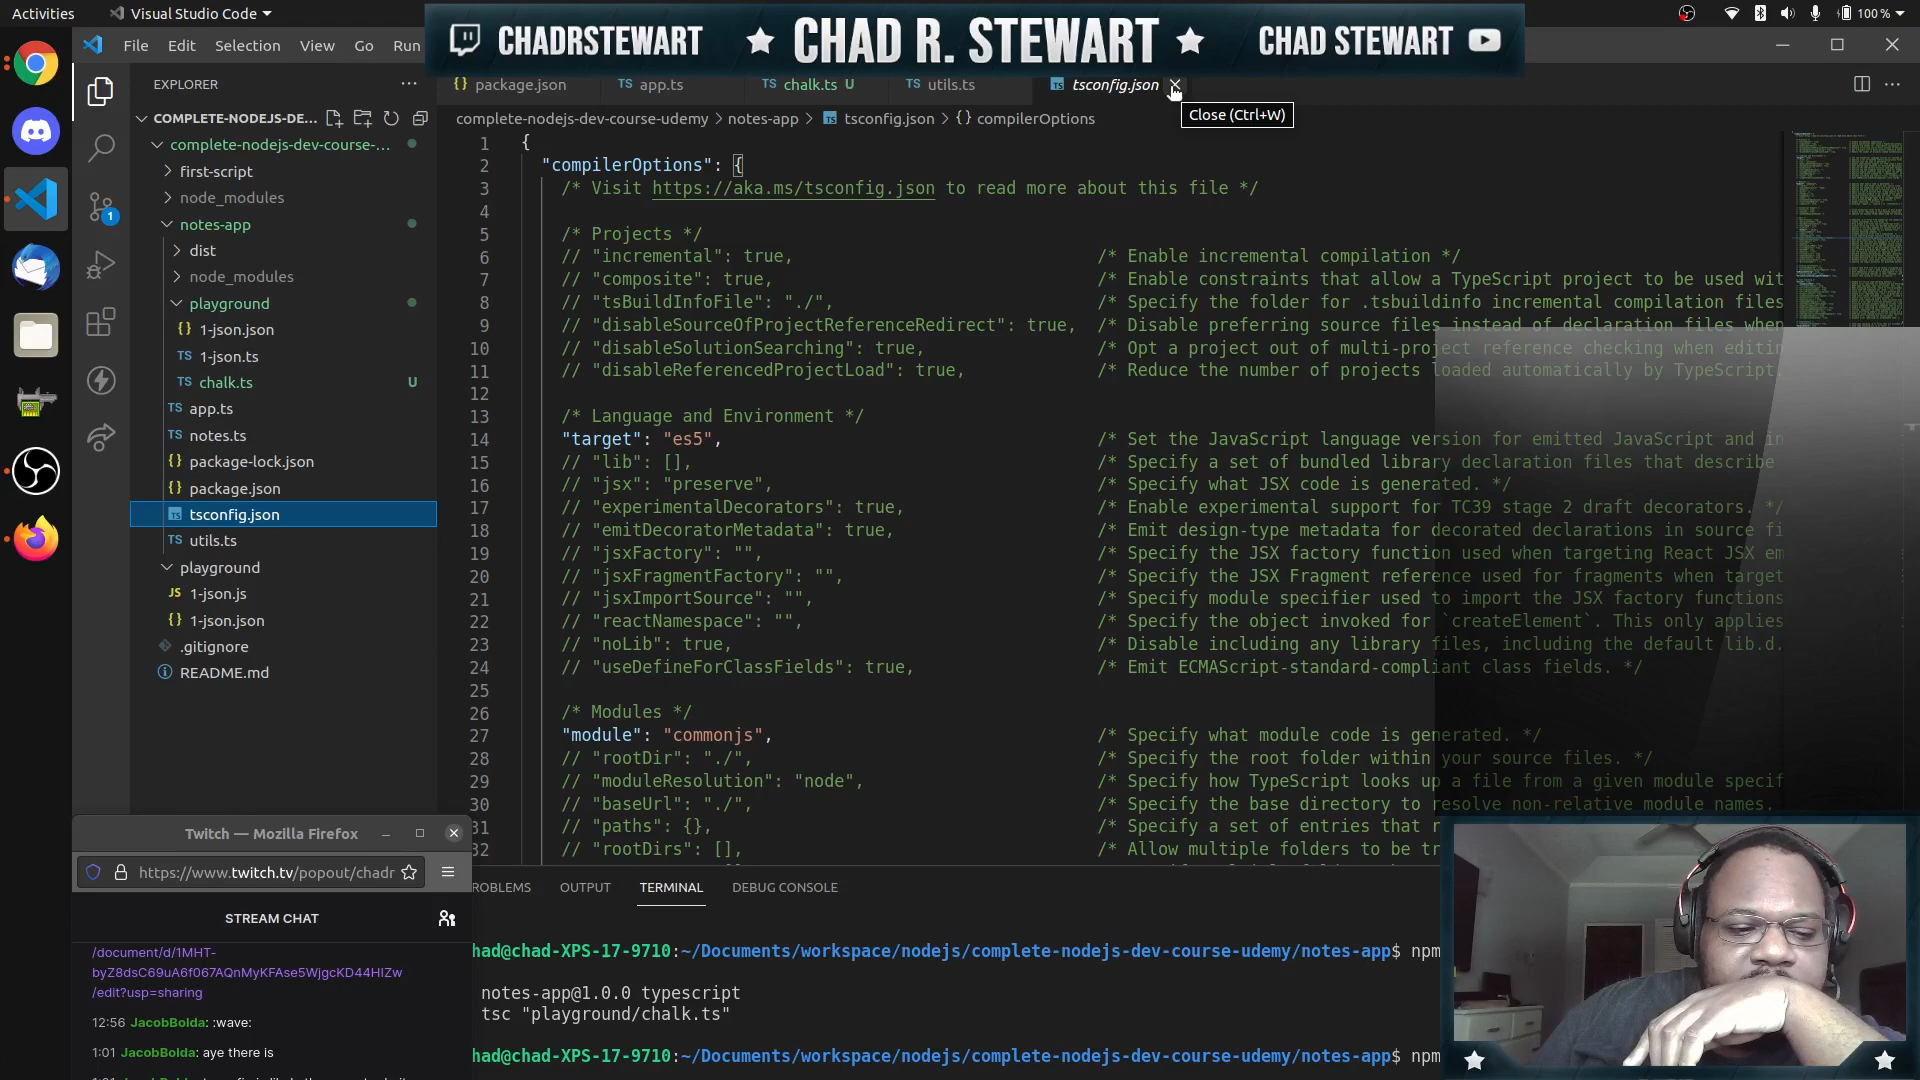 Activities
Visual Studio Code
100 %
File Edit Selection View Go Run
CHADRSTEWART
CHAD R. STEWART
CHAD STEWART
EXPLORER
package.json
TS app.ts
TS chalk.ts U
TS utils.ts
TS tsconfig.json
Close (Ctrl+W)
COMPLETE-NODEJS-DE...
complete-nodejs-dev-course-udemy > notes-app > TS tsconfig.json > {} compilerOptions
complete-nodejs-dev-course-...
first-script
node_modules
notes-app
dist
node_modules
playground
{} 1-json.json
TS 1-json.ts
TS chalk.ts U
TS app.ts
TS notes.ts
{} package-lock.json
{} package.json
TS tsconfig.json
TS utils.ts
playground
JS 1-json.js
{} 1-json.json
.gitignore
README.md
1
1 {
2 "compilerOptions": {
3 /* Visit https://aka.ms/tsconfig.json to read more about this file */
4
5 /* Projects */
6 // "incremental": true, /* Enable incremental compilation */
7 // "composite": true, /* Enable constraints that allow a TypeScript project to be used wit
8 // "tsBuildInfoFile": "./", /* Specify the folder for .tsbuildinfo incremental compilation files
9 // "disableSourceOfProjectReferenceRedirect": true, /* Disable preferring source files instead of declaration files when
10 // "disableSolutionSearching": true, /* Opt a project out of multi-project reference checking when editin
11 // "disableReferencedProjectLoad": true, /* Reduce the number of projects loaded automatically by TypeScript.
12
13 /* Language and Environment */
14 "target": "es5", /* Set the JavaScript language version for emitted JavaScript and in
15 // "lib": [], /* Specify a set of bundled library declaration files that describe
16 // "jsx": "preserve", /* Specify what JSX code is generated. */
17 // "experimentalDecorators": true, /* Enable experimental support for TC39 stage 2 draft decorators. */
18 // "emitDecoratorMetadata": true, /* Emit design-type metadata for decorated declarations in source fi
19 // "jsxFactory": "", /* Specify the JSX factory function used when targeting React JSX em
20 // "jsxFragmentFactory": "", /* Specify the JSX Fragment reference used for fragments when target
21 // "jsxImportSource": "", /* Specify module specifier used to import the JSX factory functions
22 // "reactNamespace": "", /* Specify the object invoked for `createElement`. This only applies
23 // "noLib": true, /* Disable including any library files, including the default lib.d.
24 // "useDefineForClassFields": true, /* Emit ECMAScript-standard-compliant class fields. */
25
26 /* Modules */
27 "module": "commonjs", /* Specify what module code is generated. */
28 // "rootDir": "./", /* Specify the root folder within your source files. */
29 // "moduleResolution": "node", /* Specify how TypeScript looks up a file from a given module specif
30 // "baseUrl": "./", /* Specify the base directory to resolve non-relative module names.
31 // "paths": {}, /* Specify a set of entries that r
32 // "rootDirs": [], /* Allow multiple folders to be tr
Twitch — Mozilla Firefox
https://www.twitch.tv/popout/chadr
STREAM CHAT
/document/d/1MHT-
byZ8dsC69uA6f067AQnMyKFAse5WjgcKD44HIZw
/edit?usp=sharing
12:56 JacobBolda: :wave:
1:01 JacobBolda: aye there is
ROBLEMS OUTPUT TERMINAL DEBUG CONSOLE
had@chad-XPS-17-9710:~/Documents/workspace/nodejs/complete-nodejs-dev-course-udemy/notes-app$ npm
notes-app@1.0.0 typescript
tsc "playground/chalk.ts"
had@chad-XPS-17-9710:~/Documents/workspace/nodejs/complete-nodejs-dev-course-udemy/notes-app$ npm